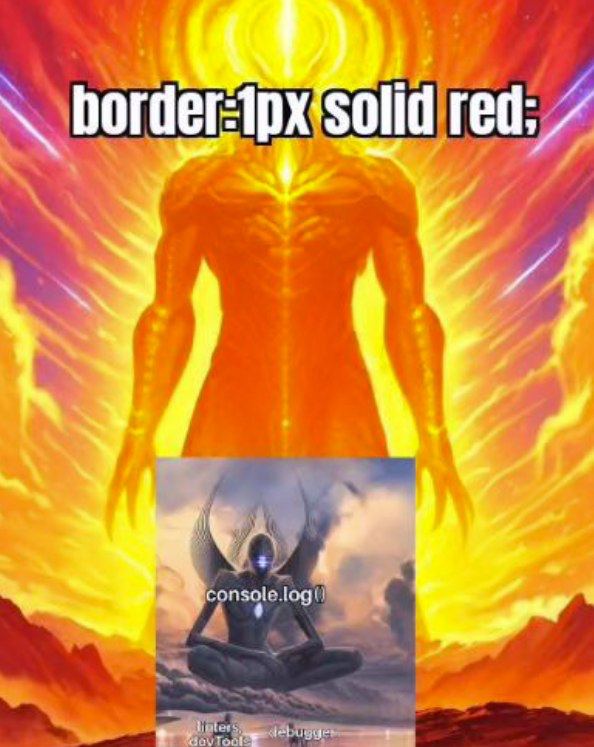 border:1px solid red;
console.log()
linters,
devTools
debugger